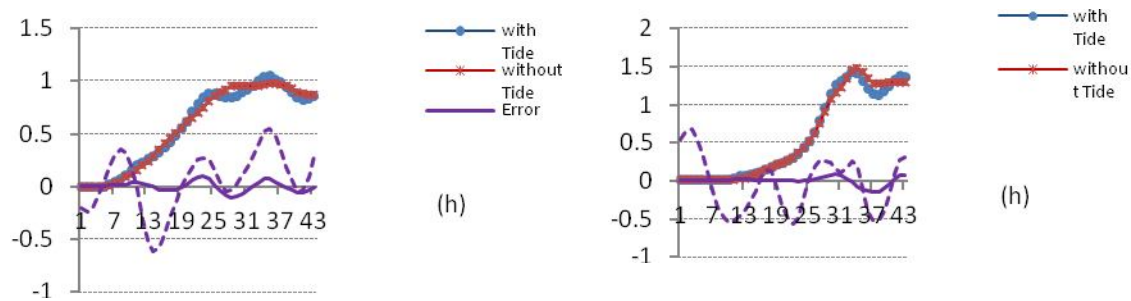 1.5
1
0.5
0
-0.5
-1
1 7 13 19 25 31 37 43
with
Tide
without
Tide
Error
(h)
2
1.5
1
0.5
0
-0.5
-1
1 7 13 19 25 31 37 43
with
Tide
withou
t Tide
(h)